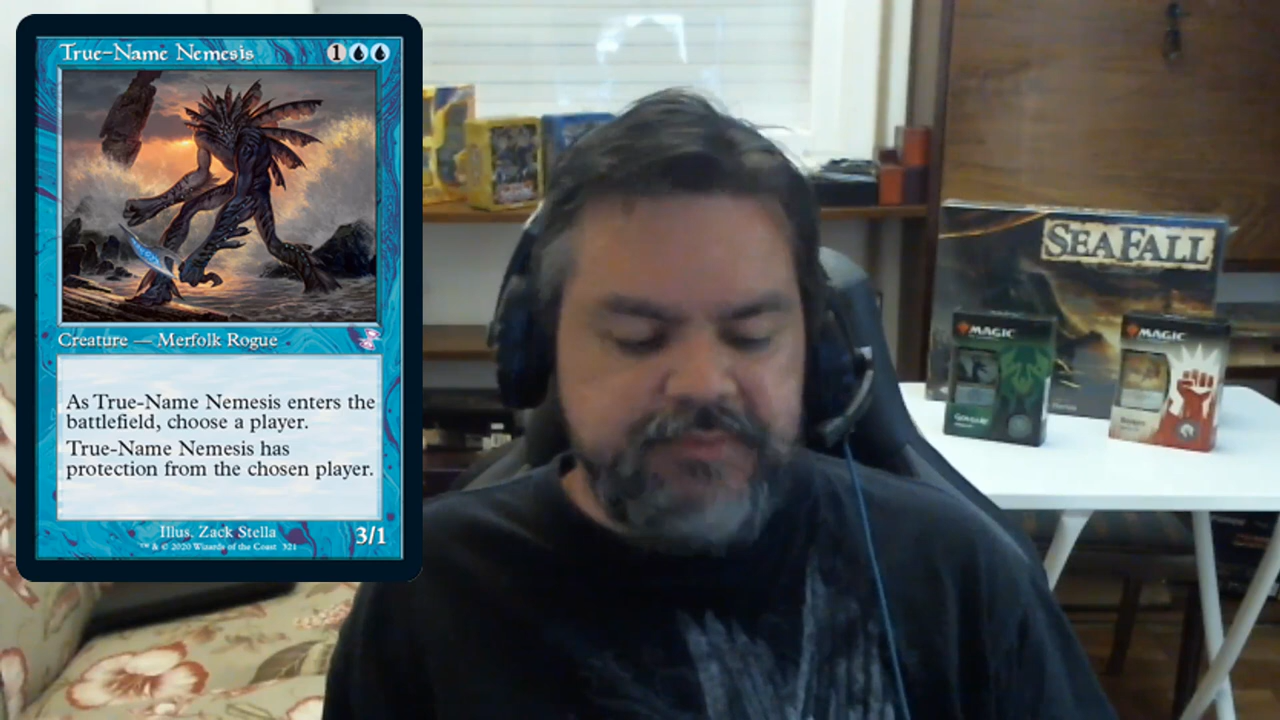 True-Name Nemesis
1
Creature — Merfolk Rogue
As True-Name Nemesis enters the
battlefield, choose a player.
True-Name Nemesis has
protection from the chosen player.
Illus. Zack Stella
3/1
™ & © 2020 Wizards of the Coast 321
SEAFALL
MAGIC
MAGIC